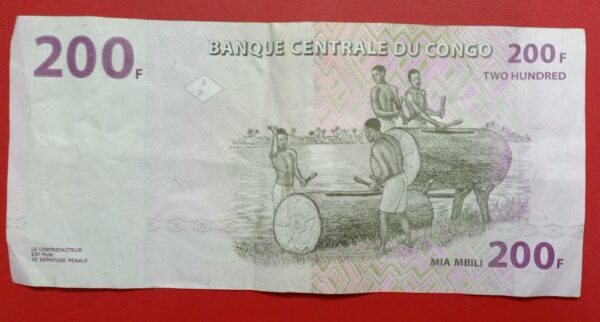 200F
BANQUE CENTRALE DU CONGO
200F
TWO HUNDRED
LE CONTREFACTEUR
EST PUNI
DE SERVITUDE PENALE
MIA MBILI
200F